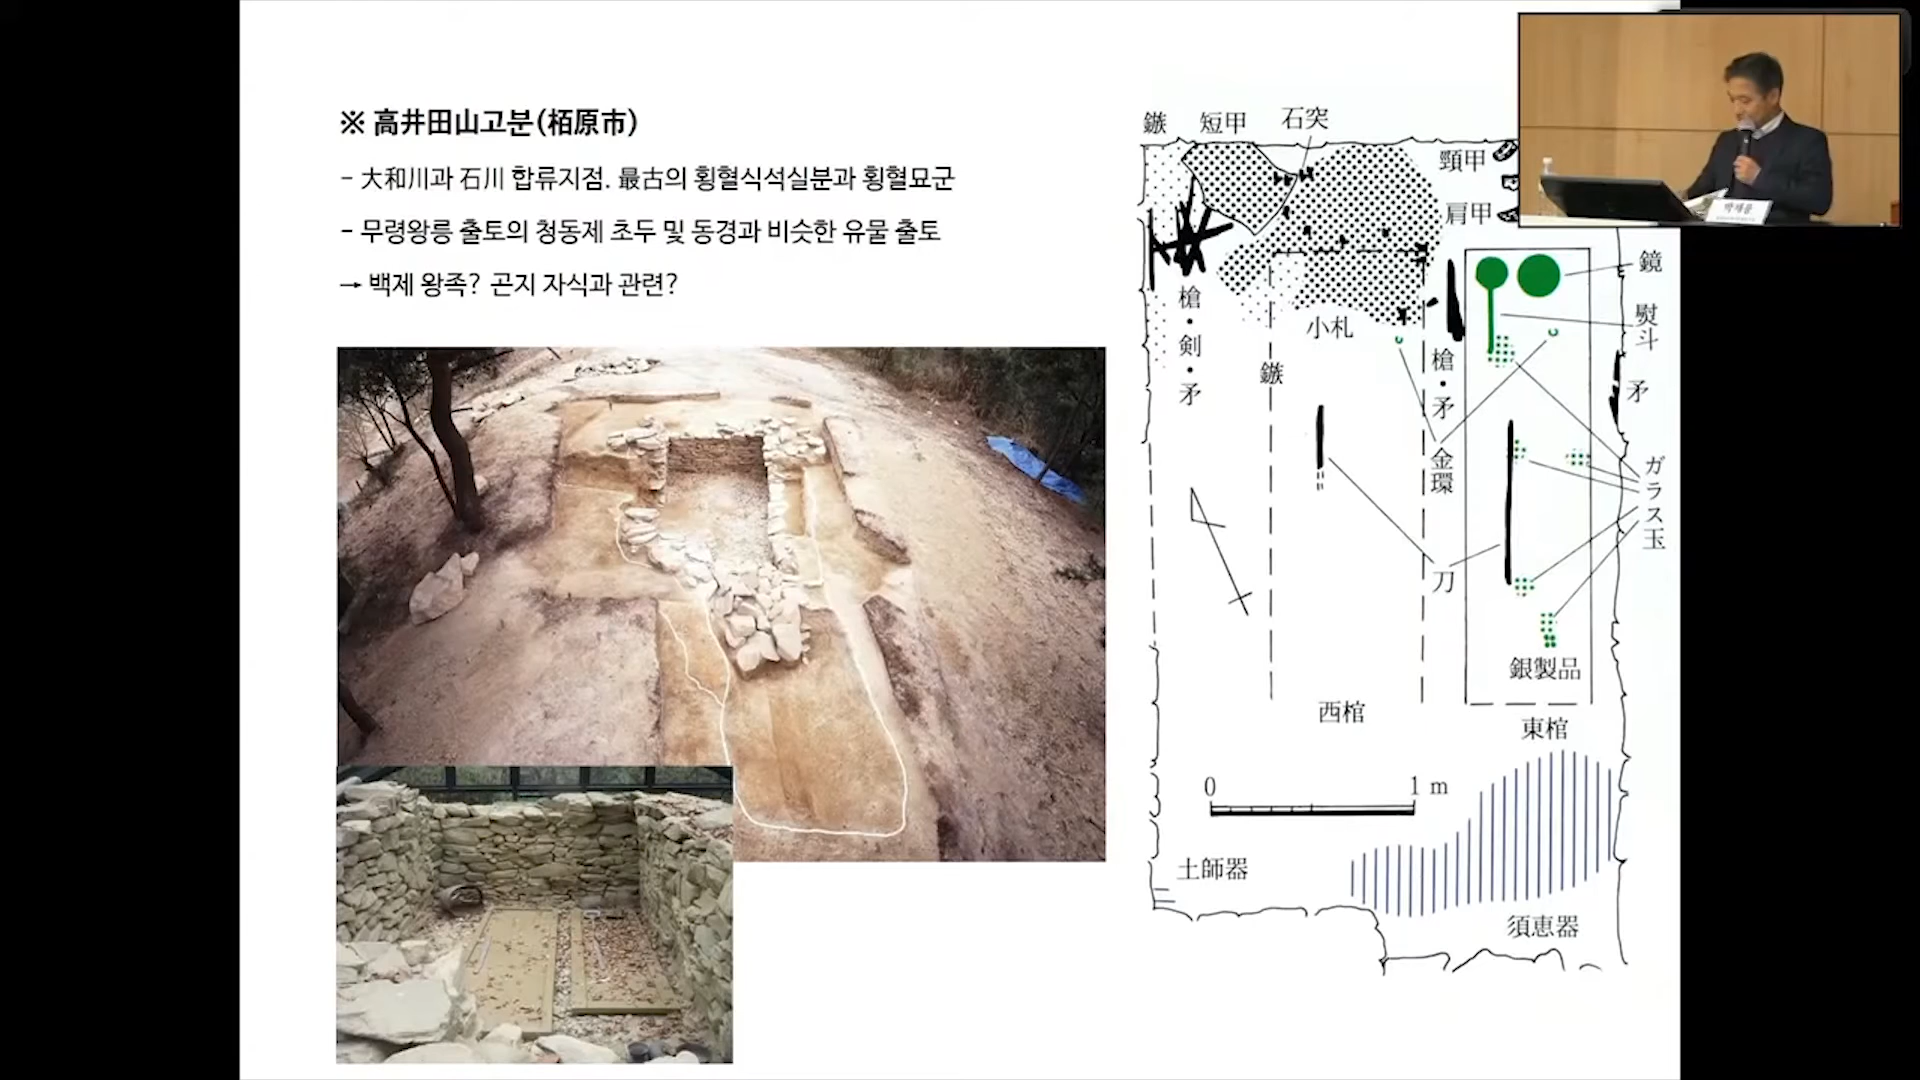 ※ 高井田山고분(栢原市)
- 大和川과 石川 합류지점. 最古의 횡혈식석실분과 횡혈묘군
- 무령왕릉 출토의 청동제 초두 및 동경과 비슷한 유물 출토
→ 백제 왕족? 곤지 자식과 관련?
鏃
短甲
石突
頸甲
肩甲
鏡
槍・剣・矛
小札
熨斗
鏃
槍・矛
矛
金環
ガラス玉
刀
銀製品
西棺
東棺
0 1 m
土師器
須恵器